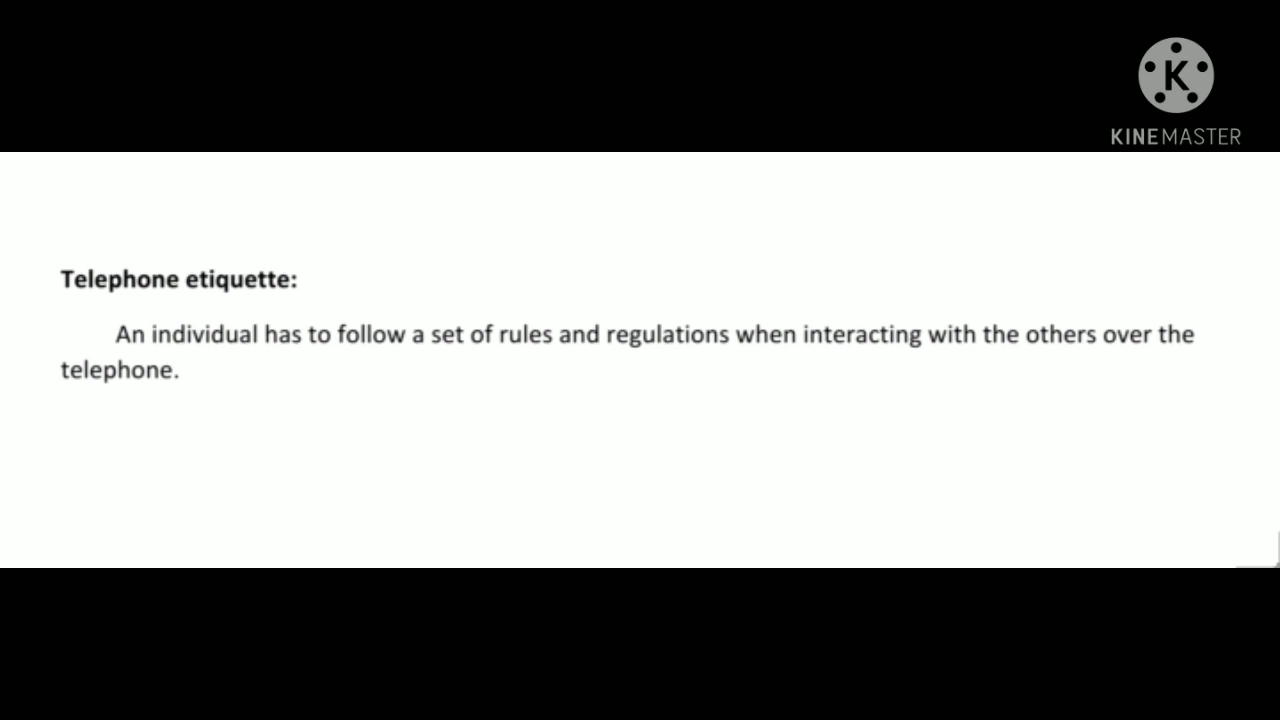 K
KINEMASTER
Telephone etiquette:
An individual has to follow a set of rules and regulations when interacting with the others over the
telephone.